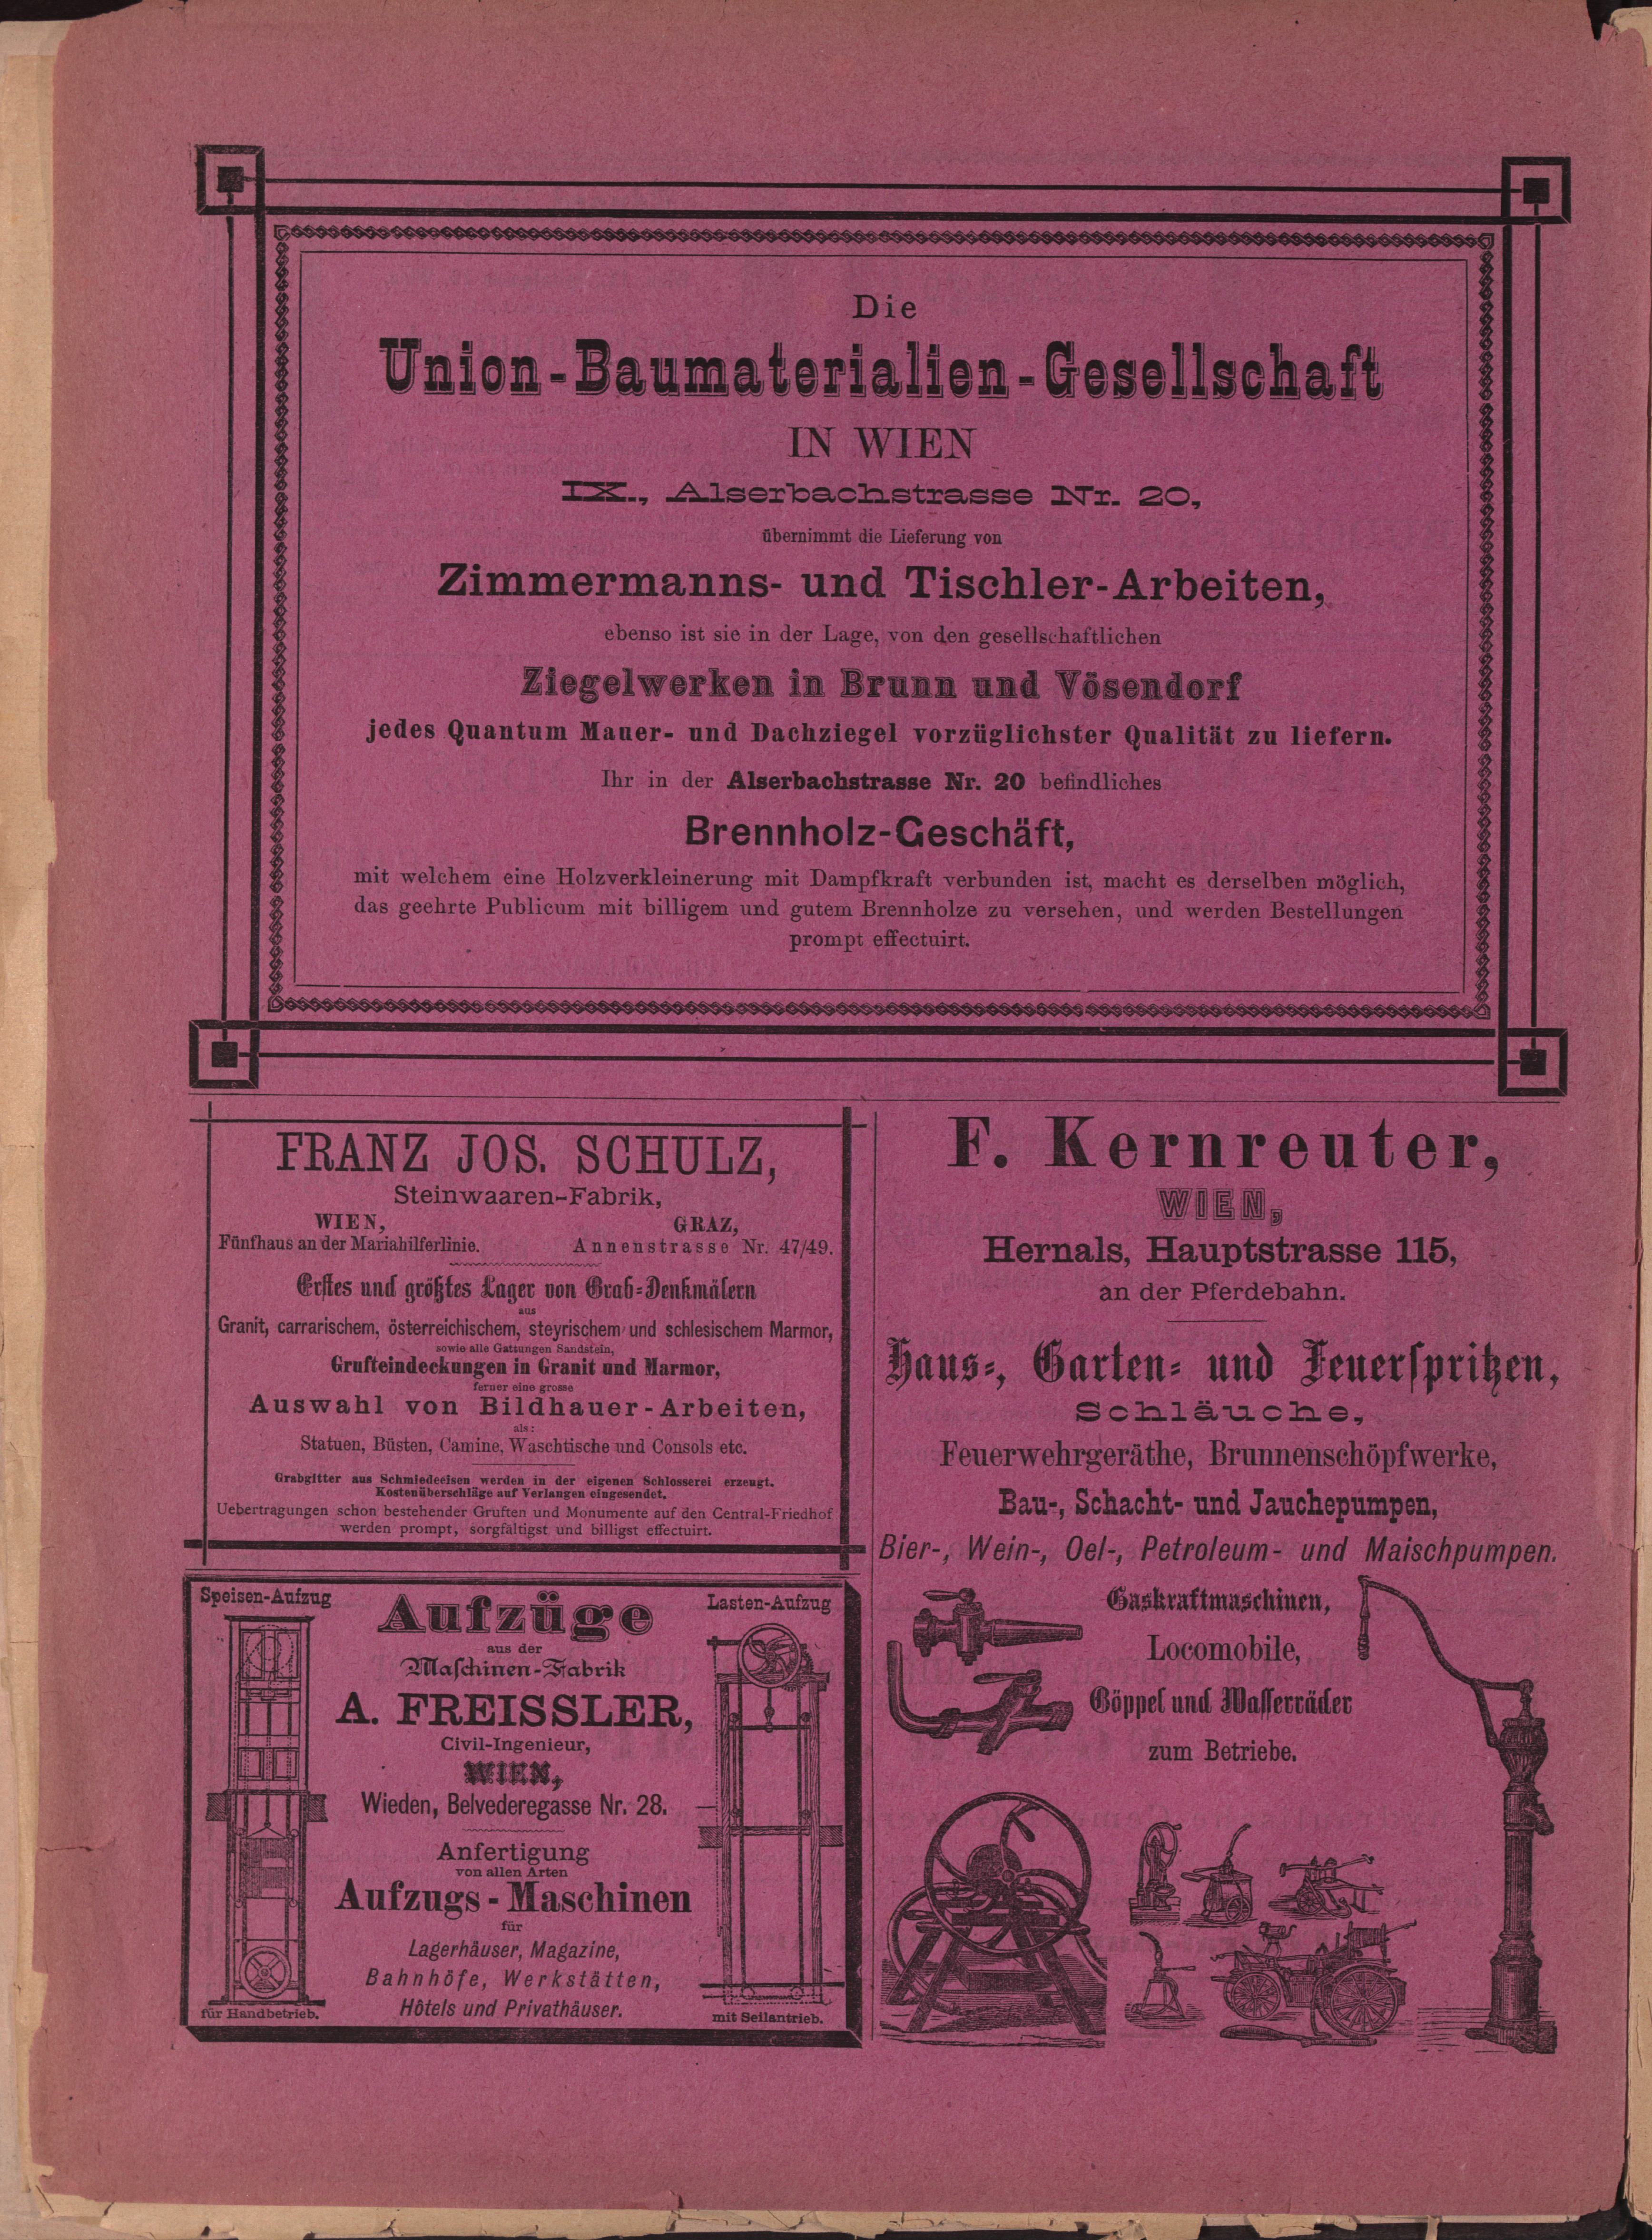 Die
Union-Baumaterialien-Gesellschaft
IN WIEN
IX., Alserbachstrasse Nr. 20,
übernimmt die Lieferung von
Zimmermanns- und Tischler-Arbeiten,
ebenso ist sie in der Lage, von den gesellschaftlichen
Ziegelwerken in Brunn und Vösendorf
jedes Quantum Mauer- und Dachziegel vorzüglichster Qualität zu liefern.
Ihr in der Alserbachstrasse Nr. 20 befindliches
Brennholz-Geschäft,
mit welchem eine Holzverkleinerung mit Dampfkraft verbunden ist, macht es derselben möglich,
das geehrte Publicum mit billigem und gutem Brennholze zu versehen, und werden Bestellungen
prompt effectuirt.
FRANZ JOS. SCHULZ,
Steinwaaren-Fabrik,
WIEN,
Fünfhaus an der Mariahilferlinie.
GRAZ,
Annenstrasse Nr. 47/49.
Erstes und größtes Lager von Grab-Denkmälern
aus
Granit, carrarischem, österreichischem, steyrischem und schlesischem Marmor,
sowie alle Gattungen Sandstein,
Grufteindeckungen in Granit und Marmor,
ferner eine grosse
Auswahl von Bildhauer-Arbeiten,
als:
Statuen, Büsten, Camine, Waschtische und Consols etc.
Grabgitter aus Schmiedeeisen werden in der eigenen Schlosserei erzeugt.
Kostenüberschläge auf Verlangen eingesendet.
Uebertragungen schon bestehender Gruften und Monumente auf den Central-Friedhof
werden prompt, sorgfältigst und billigst effectuirt.
Speisen-Aufzug
für Handbetrieb.
Aufzüge
aus der
Maschinen-Fabrik
A. FREISSLER,
Civil-Ingenieur,
WIEN,
Wieden, Belvederegasse Nr. 28.
Anfertigung
von allen Arten
Aufzugs-Maschinen
für
Lagerhäuser, Magazine,
Bahnhöfe, Werkstätten,
Hôtels und Privathäuser.
Lasten-Aufzug
mit Seilantrieb.
F. Kernreuter,
WIEN,
Hernals, Hauptstrasse 115,
an der Pferdebahn.
Haus-, Garten- und Feuerspritzen,
Schläuche,
Feuerwehrgeräthe, Brunnenschöpfwerke,
Bau-, Schacht- und Jauchepumpen,
Bier-, Wein-, Oel-, Petroleum- und Maischpumpen.
Gaskraftmaschinen,
Locomobile,
Göppel und Wasserräder
zum Betriebe.